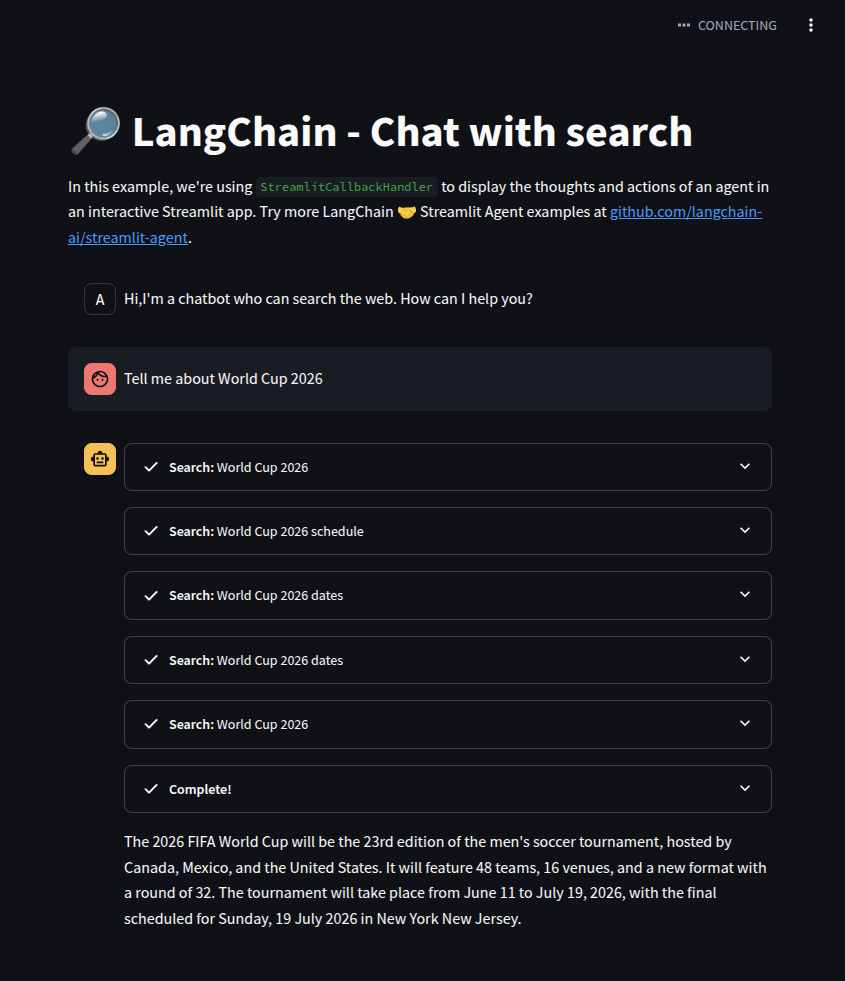 CONNECTING
LangChain - Chat with search
In this example, we're using StreamlitCallbackHandler to display the thoughts and actions of an agent in
an interactive Streamlit app. Try more LangChain 🤝 Streamlit Agent examples at github.com/langchain-
ai/streamlit-agent.
A Hi,I'm a chatbot who can search the web. How can I help you?
Tell me about World Cup 2026
Search: World Cup 2026
Search: World Cup 2026 schedule
Search: World Cup 2026 dates
Search: World Cup 2026 dates
Search: World Cup 2026
Complete!
The 2026 FIFA World Cup will be the 23rd edition of the men's soccer tournament, hosted by
Canada, Mexico, and the United States. It will feature 48 teams, 16 venues, and a new format with
a round of 32. The tournament will take place from June 11 to July 19, 2026, with the final
scheduled for Sunday, 19 July 2026 in New York New Jersey.